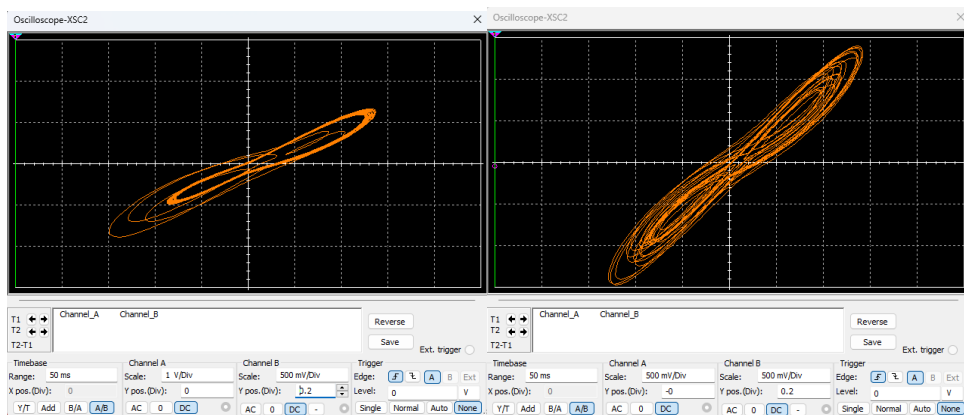 Oscilloscope-XSC2
T1
T2
T2-T1
Channel_A Channel_B
Reverse
Save
Ext. trigger
Timebase
Range: 50 ms
X pos.(Div): 0
Y/T Add B/A A/B
Channel A
Scale: 1 V/Div
Y pos.(Div): 0
AC 0 DC
Channel B
Scale: 500 mV/Div
Y pos.(Div): 0.2
AC 0 DC -
Trigger
Edge: A B Ext
Level: 0 V
Single Normal Auto None
Oscilloscope-XSC2
T1
T2
T2-T1
Channel_A Channel_B
Reverse
Save
Ext. trigger
Timebase
Range: 50 ms
X pos.(Div): 0
Y/T Add B/A A/B
Channel A
Scale: 500 mV/Div
Y pos.(Div): -0
AC 0 DC
Channel B
Scale: 500 mV/Div
Y pos.(Div): 0.2
AC 0 DC -
Trigger
Edge: A B Ext
Level: 0 V
Single Normal Auto None